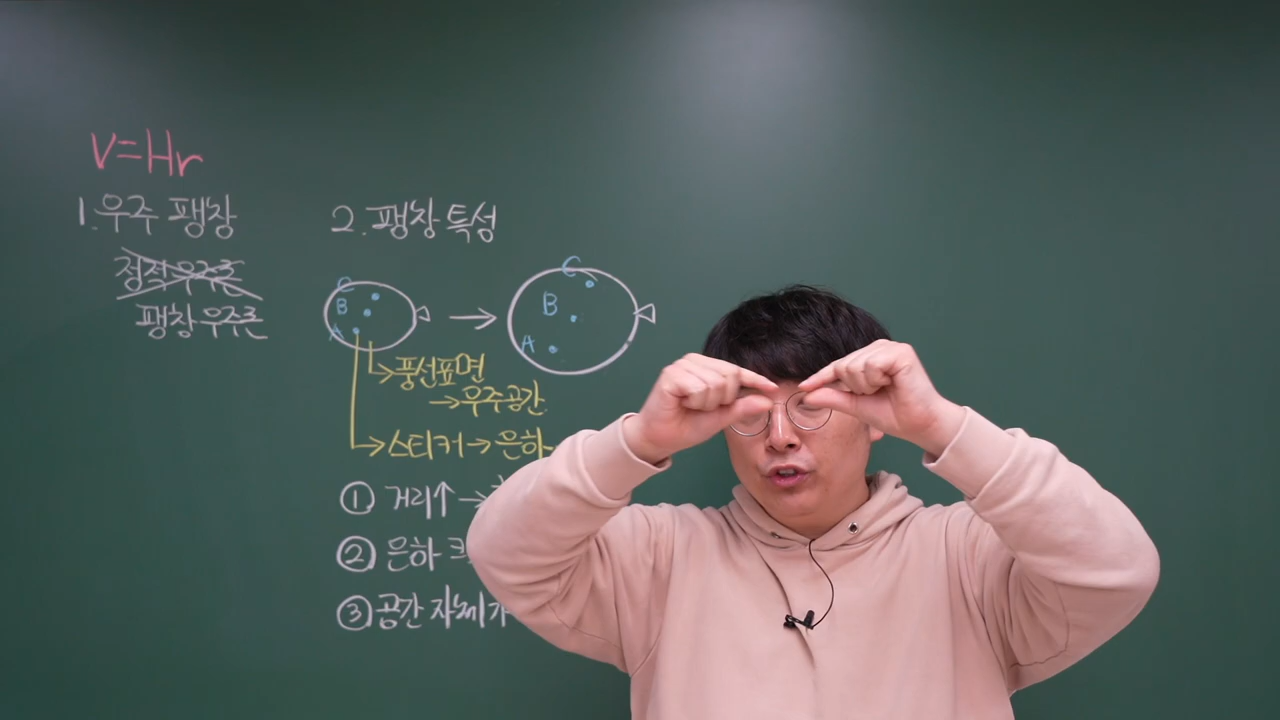 V=Hr
1. 우주 팽창
정적우주론
팽창우주론
2. 팽창 특성
C
B
A
→
C
B
A
→풍선표면
→우주공간
→스티커→은하
① 거리↑→
② 은하 크
③ 공간 자체가